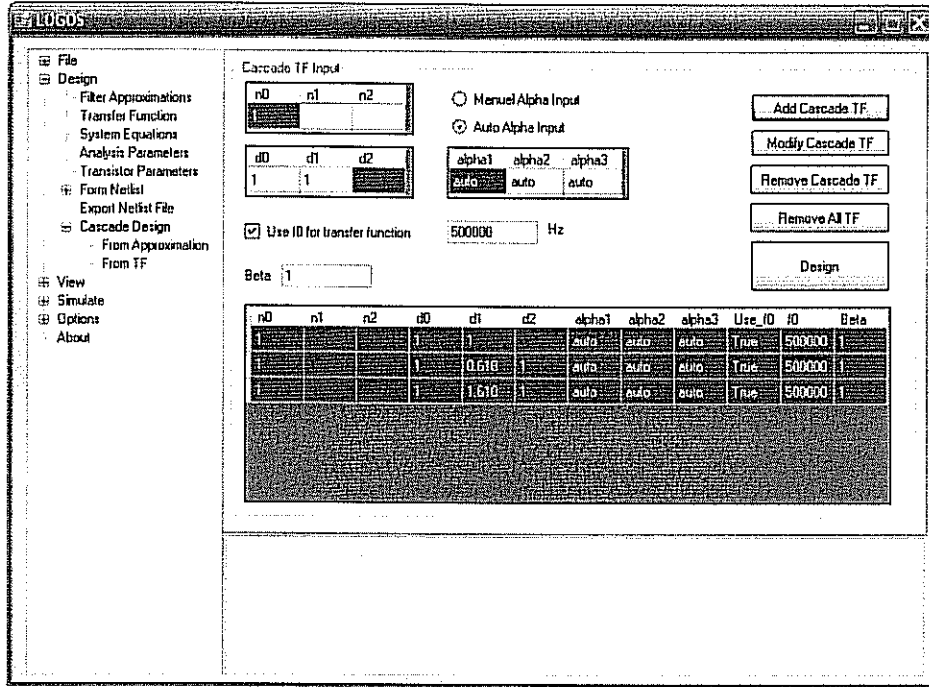 LOGOS
File
Design
Filter Approximations
Transfer Function
System Equations
Analysis Parameters
Transistor Parameters
Form Netlist
Export Netlist File
Cascade Design
From Approximation
From TF
View
Simulate
Options
About
Cascade TF Input
n0 n1 n2
1
d0 d1 d2
1 1
Manuel Alpha Input
Auto Alpha Input
alpha1 alpha2 alpha3
auto auto auto
Use f0 for transfer function 500000 Hz
Beta 1
Add Cascade TF
Modify Cascade TF
Remove Cascade TF
Remove All TF
Design
n0 n1 n2 d0 d1 d2 alpha1 alpha2 alpha3 Use_f0 f0 Beta
1 1 1 auto auto auto True 500000 1
1 1 0.618 1 auto auto auto True 500000 1
1 1 1.618 1 auto auto auto True 500000 1